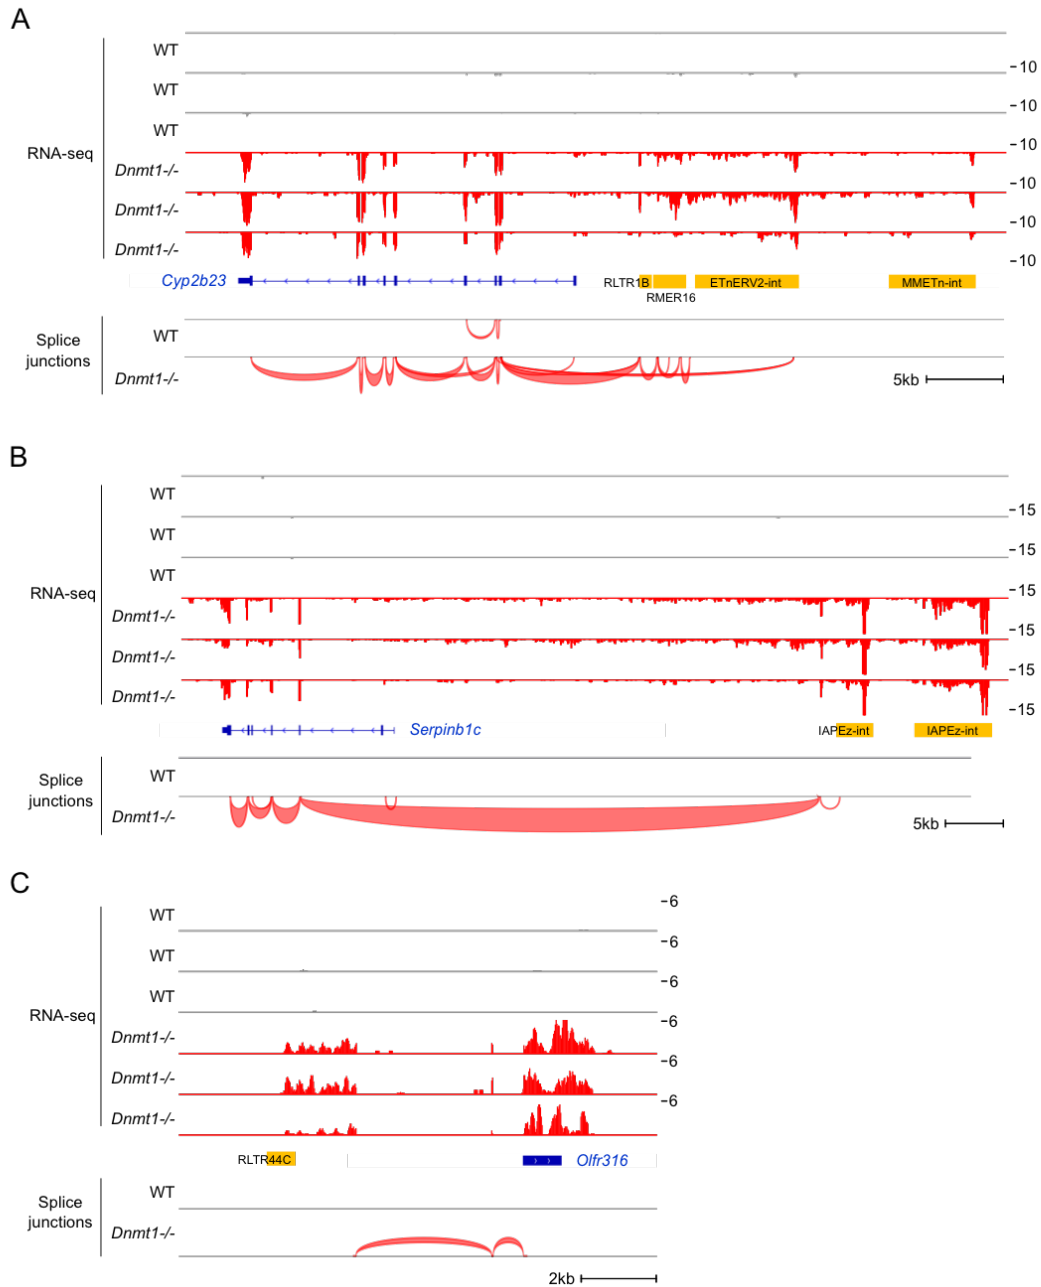 A
WT
-10
WT
-10
WT
-10
RNA-seq
Dnmt1-/-
-10
Dnmt1-/-
-10
Dnmt1-/-
-10
Cyp2b23
RLTR1B
ETnERV2-int
MMETn-int
RMER16
Splice
junctions
WT
Dnmt1-/-
5kb
B
WT
-15
WT
-15
WT
-15
RNA-seq
Dnmt1-/-
-15
Dnmt1-/-
-15
Dnmt1-/-
-15
Serpinb1c
IAPEz-int
IAPEz-int
Splice
junctions
WT
Dnmt1-/-
5kb
C
-6
WT
-6
WT
-6
WT
RNA-seq
-6
Dnmt1-/-
-6
Dnmt1-/-
-6
Dnmt1-/-
RLTR44C
Olfr316
Splice
junctions
WT
Dnmt1-/-
2kb